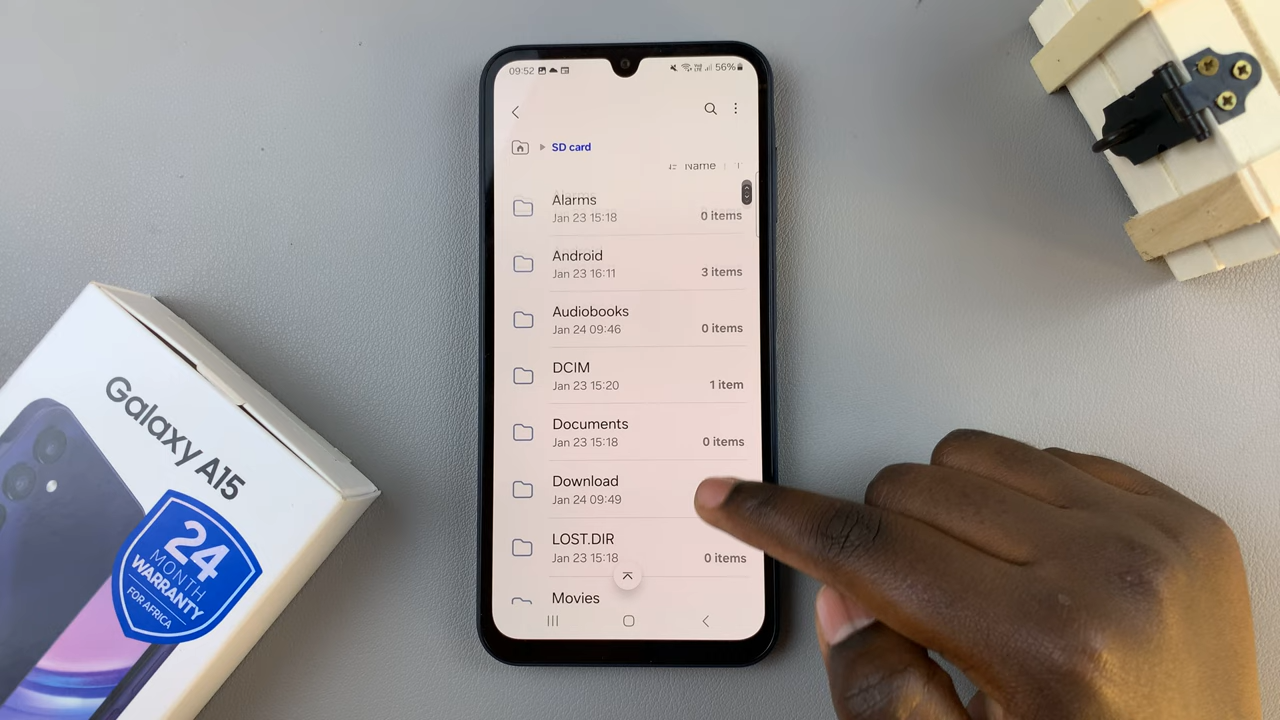 09:52
56%
SD card
Name
Alarms
Jan 23 15:18
0 items
Android
Jan 23 16:11
3 items
Audiobooks
Jan 24 09:46
0 items
DCIM
Jan 23 15:20
1 item
Documents
Jan 23 15:18
0 items
Download
Jan 24 09:49
LOST.DIR
Jan 23 15:18
0 items
Movies
Galaxy A15
24
MONTH
WARRANTY
FOR AFRICA